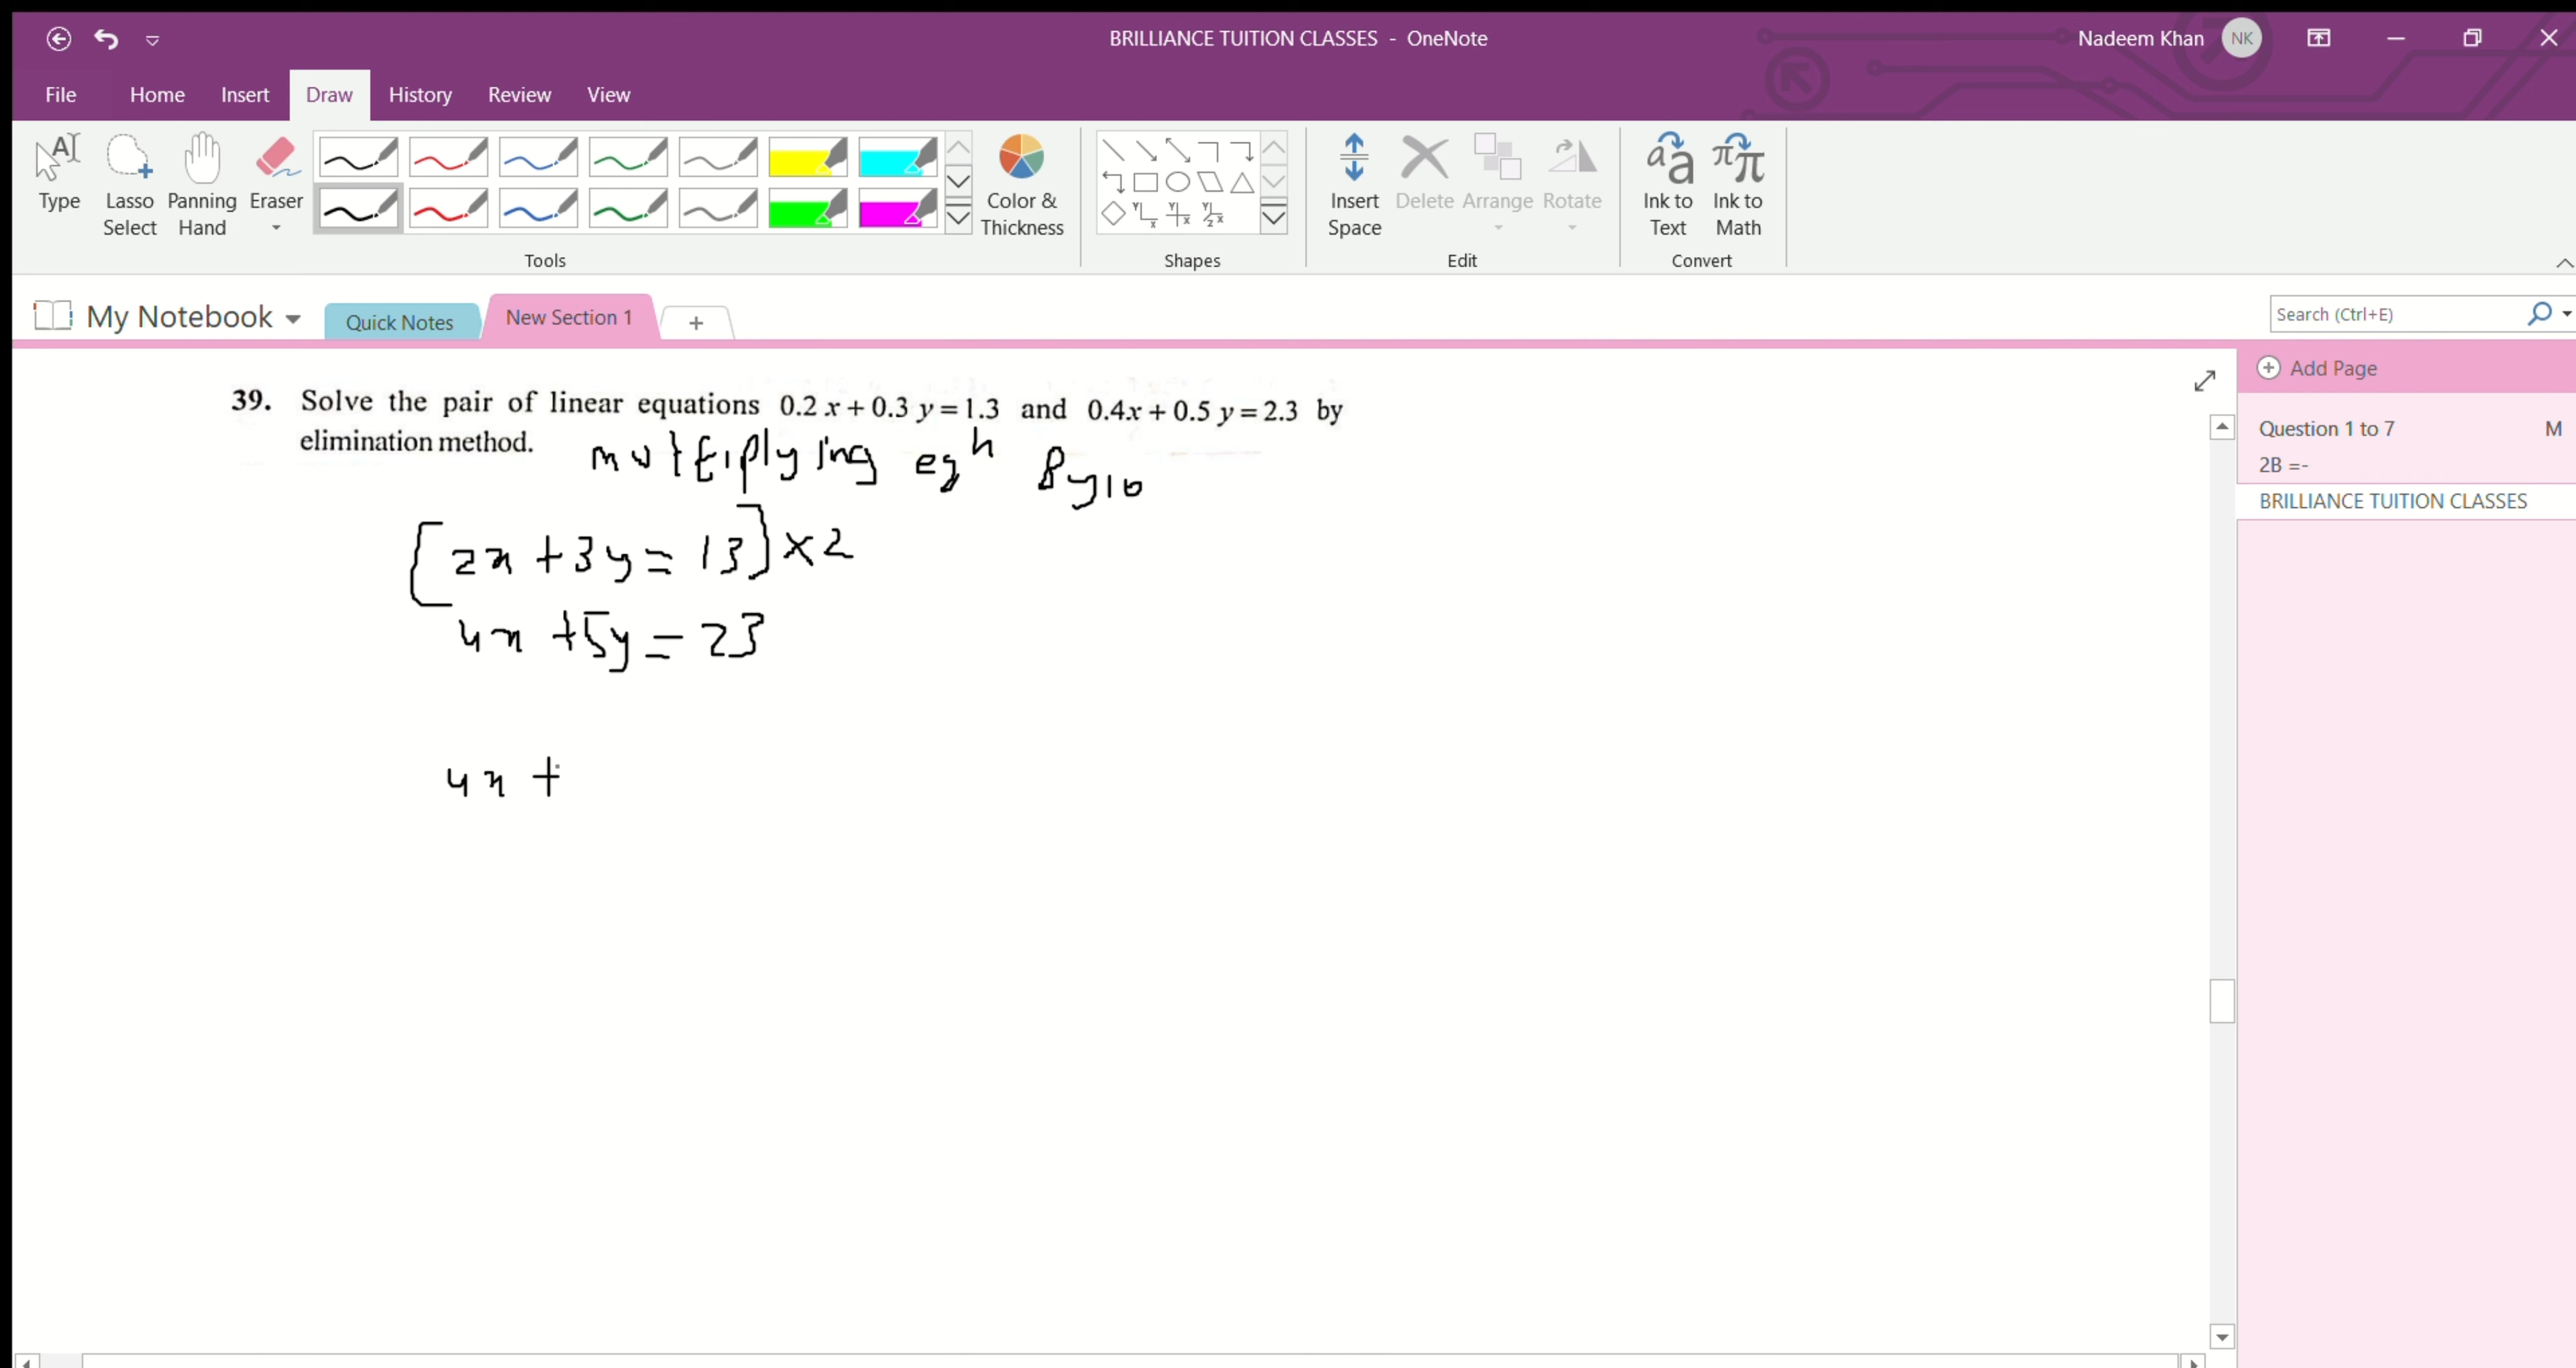 BRILLIANCE TUITION CLASSES - OneNote
Nadeem Khan NK
File Home Insert Draw History Review View
Type
Lasso Select
Panning Hand
Eraser
Color & Thickness
Insert Space
Delete
Arrange
Rotate
Ink to Text
Ink to Math
Tools
Shapes
Edit
Convert
My Notebook
Quick Notes
New Section 1
+
Search (Ctrl+E)
Add Page
Question 1 to 7 M
2B =-
BRILLIANCE TUITION CLASSES
39. Solve the pair of linear equations 0.2 x + 0.3 y = 1.3 and 0.4x + 0.5 y = 2.3 by
elimination method.
multiplying eqn By 10
[2x + 3y = 13] × 2
4x + 5y = 23
4x +